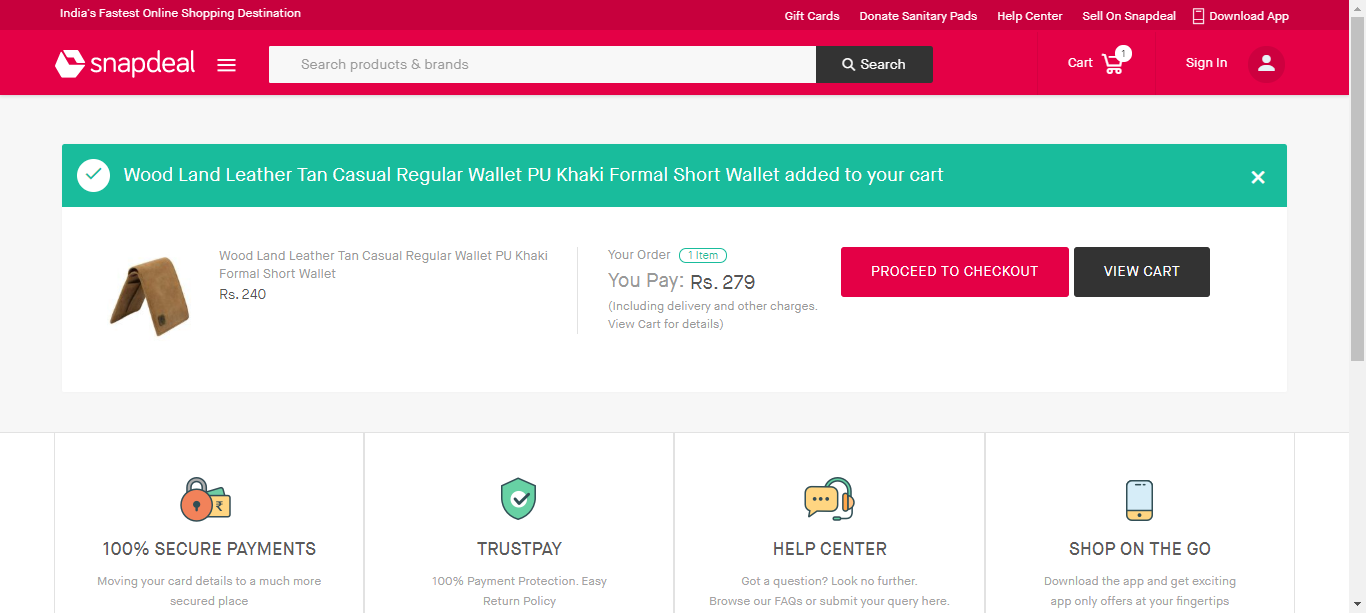 India's Fastest Online Shopping Destination
Gift Cards Donate Sanitary Pads Help Center Sell On Snapdeal Download App
snapdeal
Search products & brands
Search
Cart 1
Sign In
Wood Land Leather Tan Casual Regular Wallet PU Khaki Formal Short Wallet added to your cart
Wood Land Leather Tan Casual Regular Wallet PU Khaki
Formal Short Wallet
Rs. 240
Your Order 1 Item
You Pay: Rs. 279
(Including delivery and other charges.
View Cart for details)
PROCEED TO CHECKOUT
VIEW CART
100% SECURE PAYMENTS
Moving your card details to a much more
secured place
TRUSTPAY
100% Payment Protection. Easy
Return Policy
HELP CENTER
Got a question? Look no further.
Browse our FAQs or submit your query here.
SHOP ON THE GO
Download the app and get exciting
app only offers at your fingertips